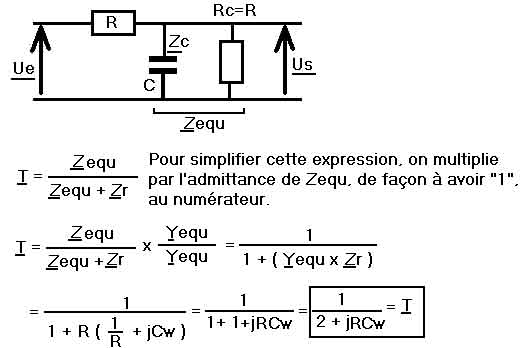 Rc=R
R
Zc
Ue
C
Us
Zequ
T = Zequ / (Zequ + Zr) Pour simplifier cette expression, on multiplie
par l'admittance de Zequ, de façon à avoir "1",
au numérateur.
T = Zequ / (Zequ + Zr) x Yequ / Yequ = 1 / (1 + ( Yequ x Zr ))
= 1 / (1 + R ( 1/R + jCw )) = 1 / (1+ 1+jRCw) = 1 / (2 + jRCw) = T